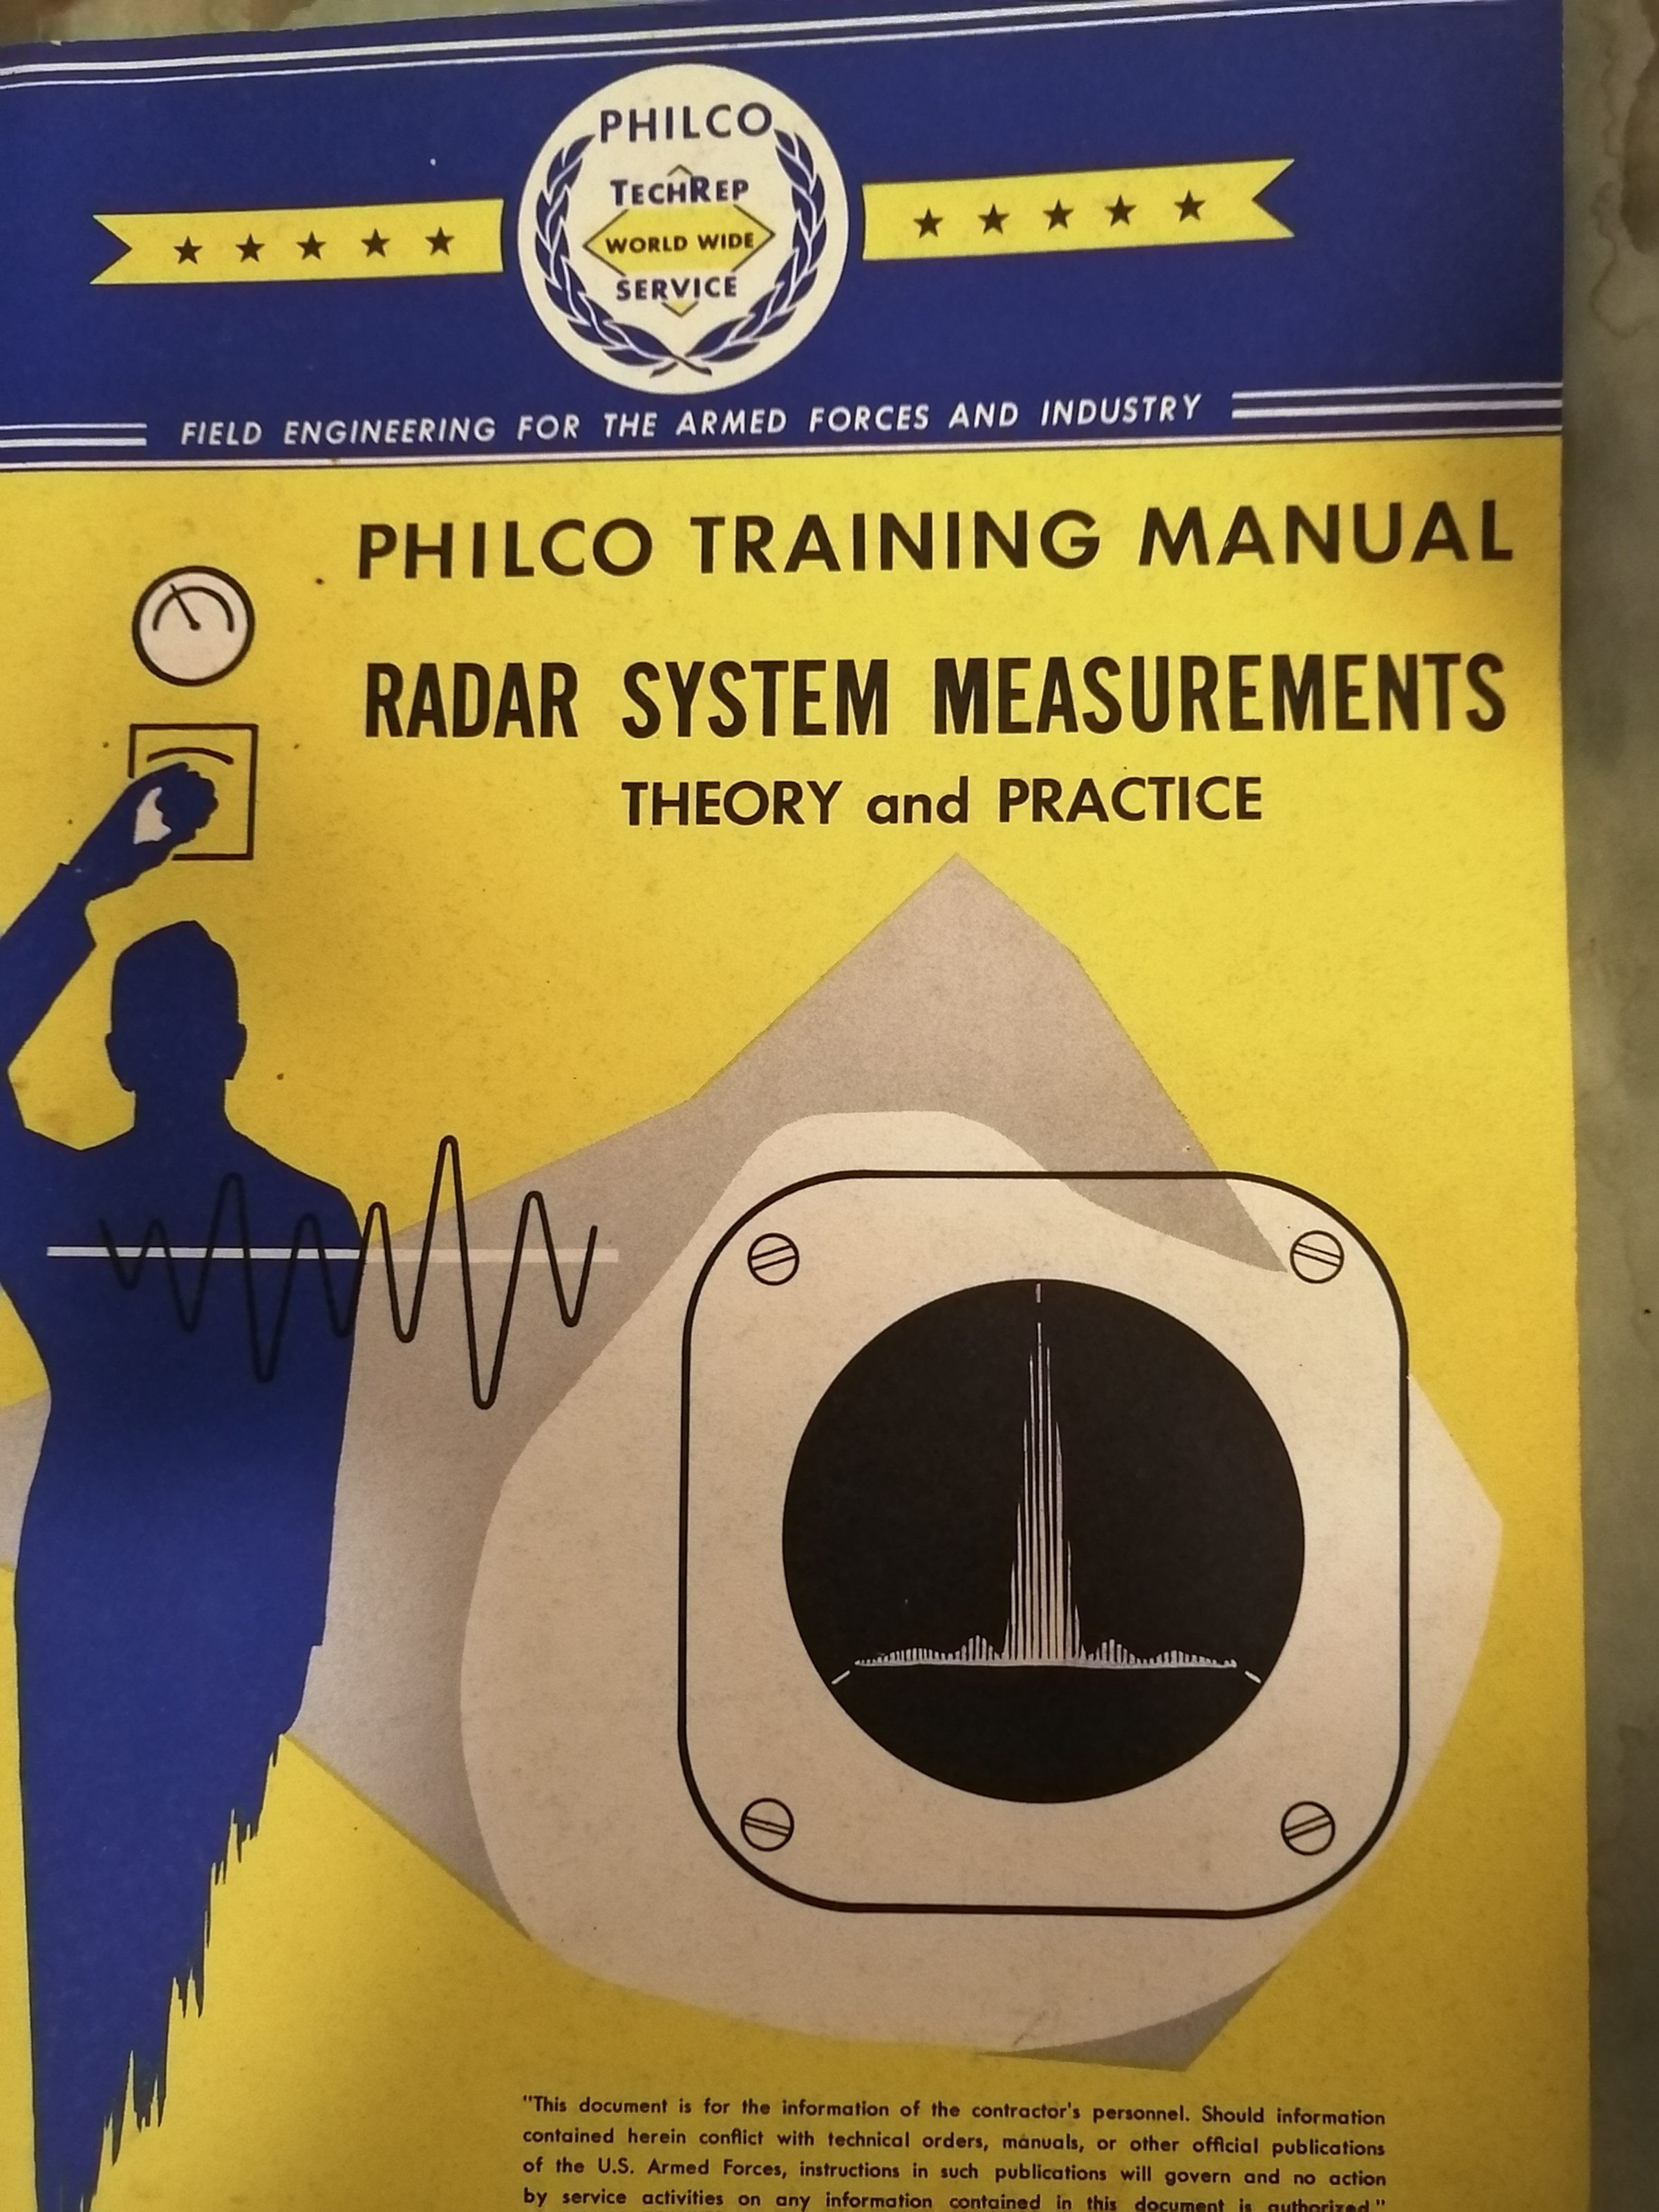 PHILCO
TECHREP
WORLD WIDE
SERVICE
FIELD ENGINEERING FOR THE ARMED FORCES AND INDUSTRY
PHILCO TRAINING MANUAL
RADAR SYSTEM MEASUREMENTS
THEORY and PRACTICE
"This document is for the information of the contractor's personnel. Should information
contained herein conflict with technical orders, manuals, or other official publications
of the U.S. Armed Forces, instructions in such publications will govern and no action
by service activities on any information contained in this document is authorized."